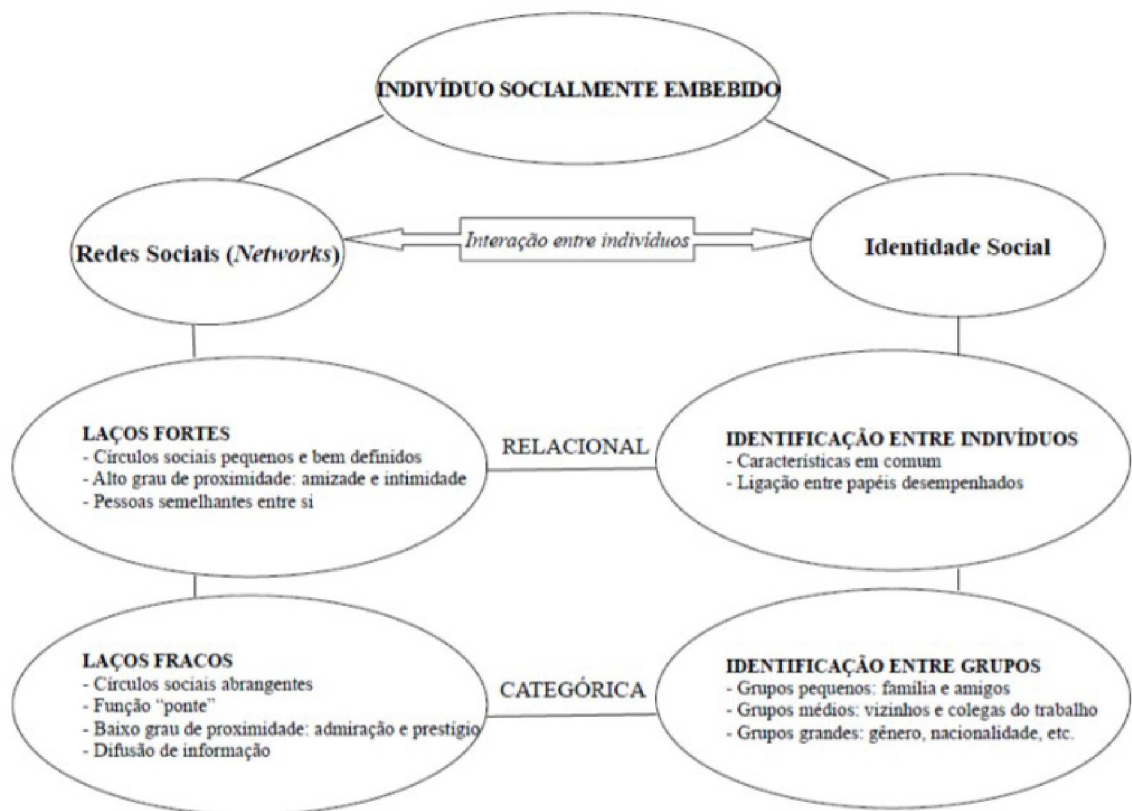 INDIVÍDUO SOCIALMENTE EMBEBIDO
Redes Sociais (Networks)
Interação entre indivíduos
Identidade Social
LAÇOS FORTES
- Círculos sociais pequenos e bem definidos
- Alto grau de proximidade: amizade e intimidade
- Pessoas semelhantes entre si
RELACIONAL
IDENTIFICAÇÃO ENTRE INDIVÍDUOS
- Características em comum
- Ligação entre papéis desempenhados
LAÇOS FRACOS
- Círculos sociais abrangentes
- Função “ponte”
- Baixo grau de proximidade: admiração e prestígio
- Difusão de informação
CATEGÓRICA
IDENTIFICAÇÃO ENTRE GRUPOS
- Grupos pequenos: família e amigos
- Grupos médios: vizinhos e colegas do trabalho
- Grupos grandes: gênero, nacionalidade, etc.